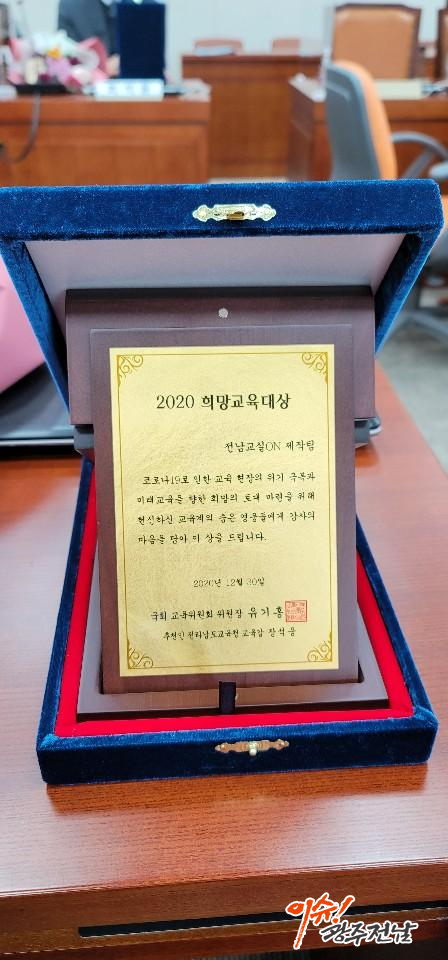 2020 희망교육대상
전남교실ON 제작팀
코로나19로 인한 교육 현장의 위기 극복과
미래교육을 향한 희망의 토대 마련을 위해
헌신하신 교육계의 숨은 영웅들에게 감사의
마음을 담아 이 상을 드립니다.
2020년 12월 30일
국회 교육위원회 위원장 유기홍
추천인 전라남도교육청 교육감 장석웅
이슈!
광주전남